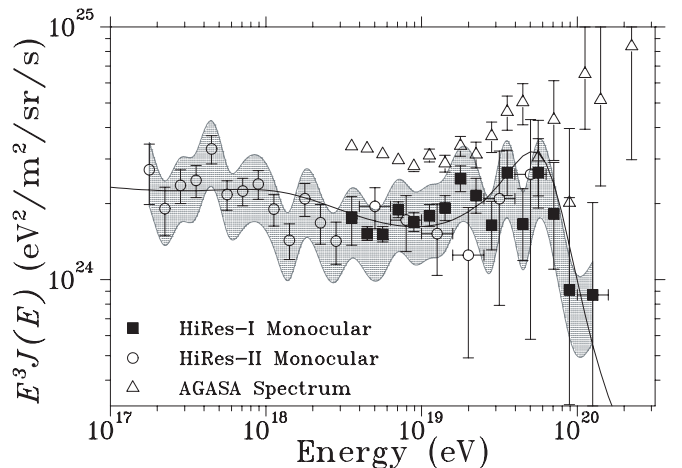 10^25
10^24
E^3 J(E) (eV^2/m^2/sr/s)
HiRes-I Monocular
HiRes-II Monocular
AGASA Spectrum
10^17 10^18 10^19 10^20
Energy (eV)